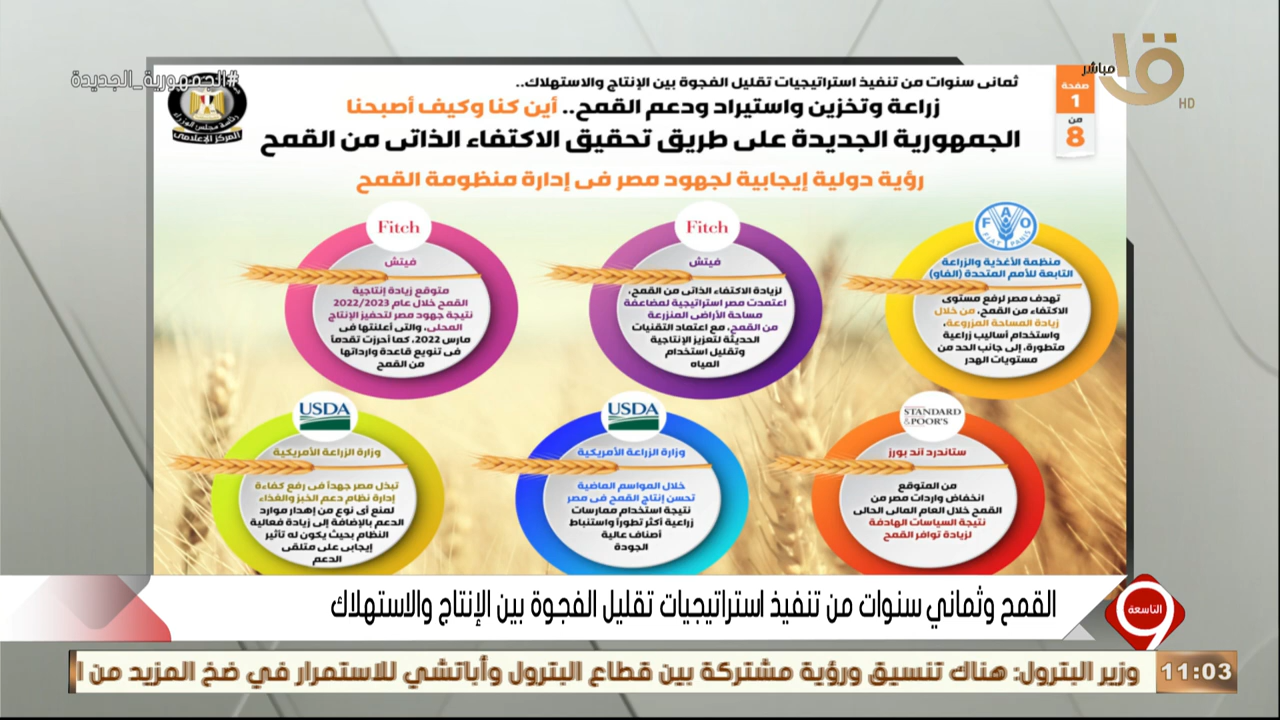 #الجمهورية_الجديدة
مباشر
HD
صفحة
1
من
8
ثمانى سنوات من تنفيذ استراتيجيات تقليل الفجوة بين الإنتاج والاستهلاك..
زراعة وتخزين واستيراد ودعم القمح.. أين كنا وكيف أصبحنا
الجمهورية الجديدة على طريق تحقيق الاكتفاء الذاتى من القمح
رؤية دولية إيجابية لجهود مصر فى إدارة منظومة القمح
رئاسة مجلس الوزراء
المركز الإعلامى
FAO
FIAT PANIS
منظمة الأغذية والزراعة
التابعة للأمم المتحدة (الفاو)
تهدف مصر لرفع مستوى
الاكتفاء من القمح، من خلال
زيادة المساحة المزروعة،
واستخدام أساليب زراعية
متطورة، إلى جانب الحد من
مستويات الهدر
Fitch
فيتش
لزيادة الاكتفاء الذاتى من القمح،
اعتمدت مصر استراتيجية لمضاعفة
مساحة الأراضى المنزرعة
من القمح، مع اعتماد التقنيات
الحديثة لتعزيز الإنتاجية
وتقليل استخدام
المياه
Fitch
فيتش
متوقع زيادة إنتاجية
القمح خلال عام 2022/2023
نتيجة جهود مصر لتحفيز الإنتاج
المحلى، والتى أعلنتها فى
مارس 2022، كما أحرزت تقدماً
فى تنويع قاعدة وارداتها
من القمح
STANDARD
&POOR'S
ستاندرد آند بورز
من المتوقع
انخفاض واردات مصر من
القمح خلال العام المالى الحالى
نتيجة السياسات الهادفة
لزيادة توافر القمح
USDA
وزارة الزراعة الأمريكية
خلال المواسم الماضية
تحسن إنتاج القمح فى مصر
نتيجة استخدام ممارسات
زراعية أكثر تطوراً واستنباط
أصناف عالية
الجودة
USDA
وزارة الزراعة الأمريكية
تبذل مصر جهداً فى رفع كفاءة
إدارة نظام دعم الخبز والغذاء
لمنع أى نوع من إهدار موارد
الدعم بالإضافة إلى زيادة فعالية
النظام بحيث يكون له تأثير
إيجابى على متلقى
الدعم
التاسعة
القمح وثماني سنوات من تنفيذ استراتيجيات تقليل الفجوة بين الإنتاج والاستهلاك
11:03
وزير البترول: هناك تنسيق ورؤية مشتركة بين قطاع البترول وأباتشي للاستمرار في ضخ المزيد من ا